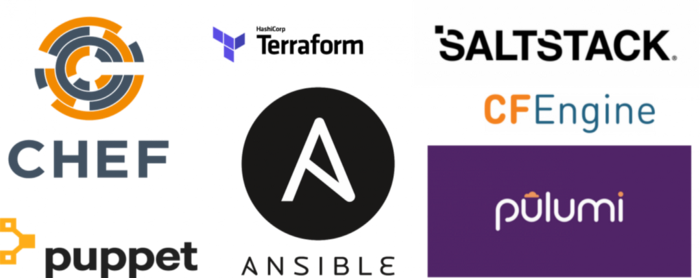 CHEF
HashiCorp
Terraform
SALTSTACK®
CFEngine
ANSIBLE
pulumi
puppet